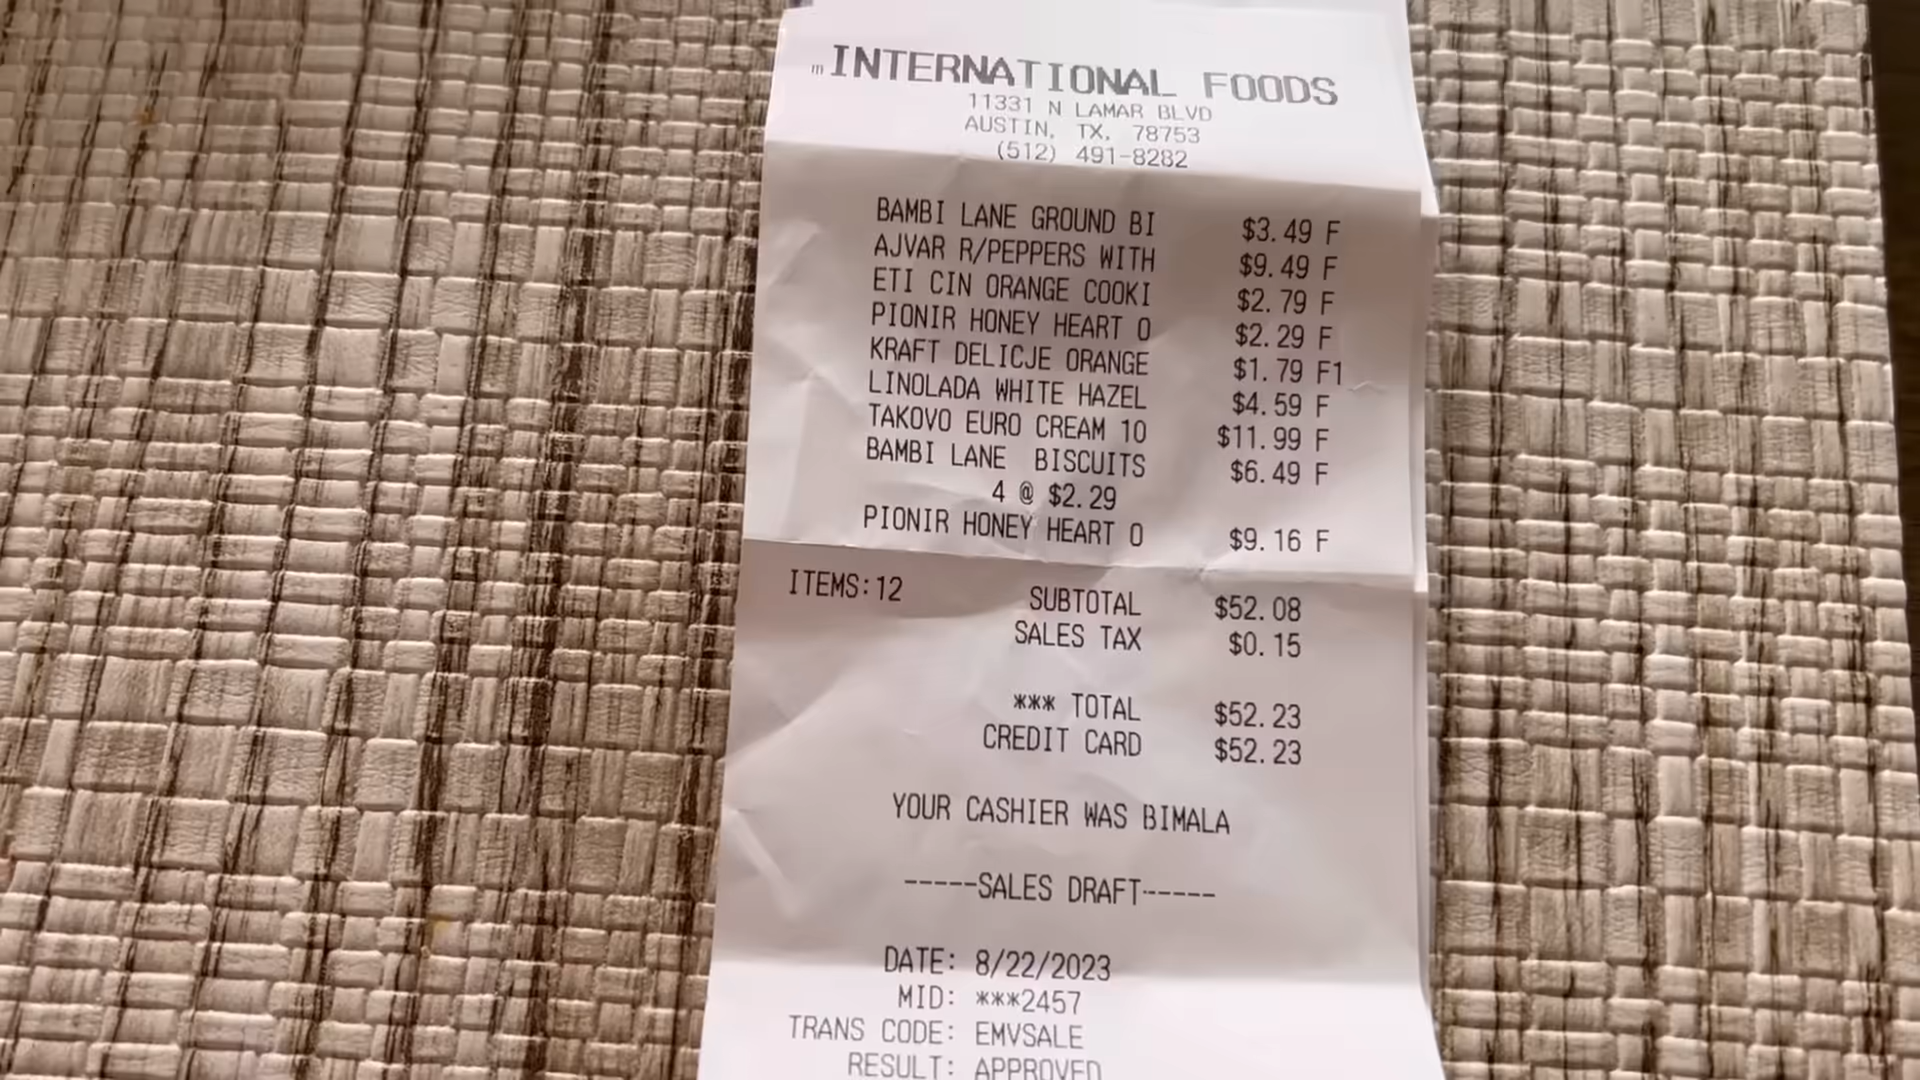 INTERNATIONAL FOODS
11331 N LAMAR BLVD
AUSTIN, TX. 78753
(512) 491-8282
BAMBI LANE GROUND BI $3.49 F
AJVAR R/PEPPERS WITH $9.49 F
ETI CIN ORANGE COOKI $2.79 F
PIONIR HONEY HEART O $2.29 F
KRAFT DELICJE ORANGE $1.79 F1
LINOLADA WHITE HAZEL $4.59 F
TAKOVO EURO CREAM 10 $11.99 F
BAMBI LANE BISCUITS $6.49 F
4 @ $2.29
PIONIR HONEY HEART O $9.16 F
ITEMS:12 SUBTOTAL $52.08
SALES TAX $0.15
*** TOTAL $52.23
CREDIT CARD $52.23
YOUR CASHIER WAS BIMALA
-----SALES DRAFT------
DATE: 8/22/2023
MID: ***2457
TRANS CODE: EMVSALE
RESULT: APPROVED